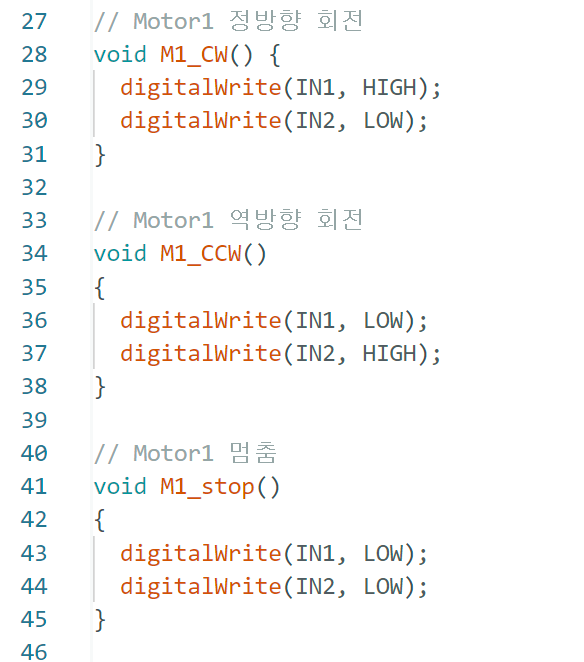 27 // Motor1 정방향 회전
28 void M1_CW() {
29   digitalWrite(IN1, HIGH);
30   digitalWrite(IN2, LOW);
31 }
32
33 // Motor1 역방향 회전
34 void M1_CCW()
35 {
36   digitalWrite(IN1, LOW);
37   digitalWrite(IN2, HIGH);
38 }
39
40 // Motor1 멈춤
41 void M1_stop()
42 {
43   digitalWrite(IN1, LOW);
44   digitalWrite(IN2, LOW);
45 }
46